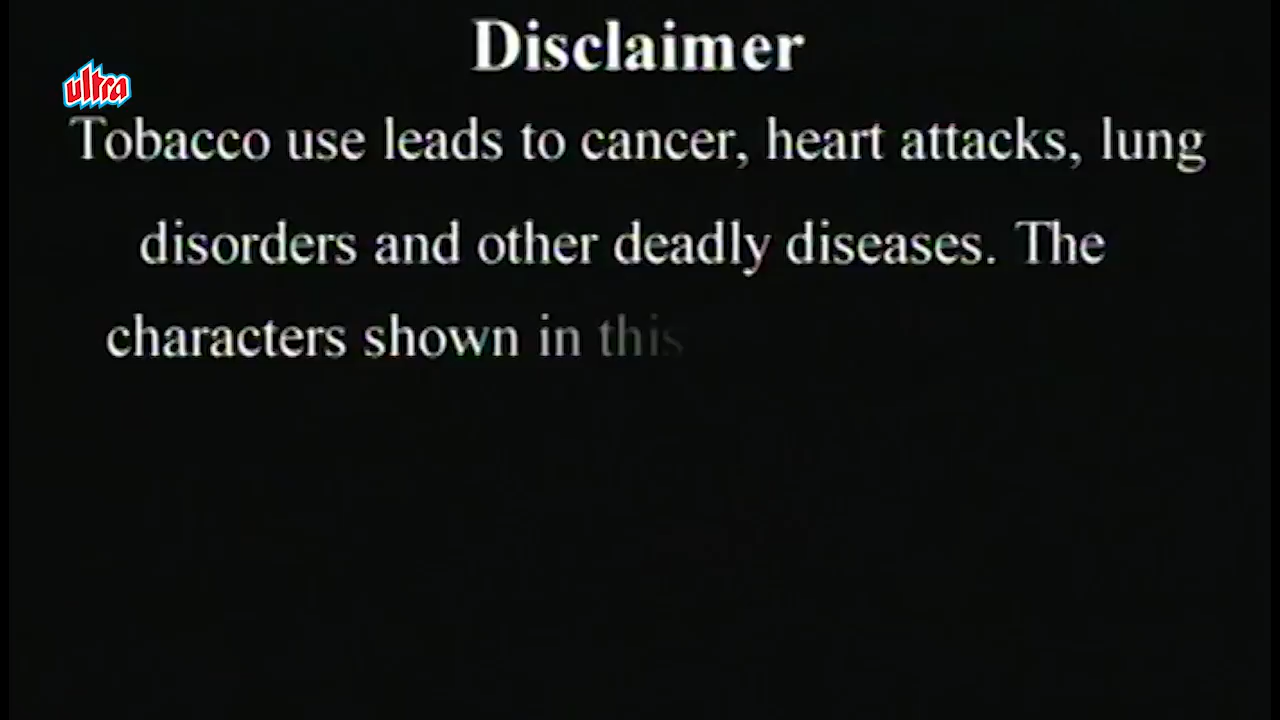 Disclaimer
ultra
Tobacco use leads to cancer, heart attacks, lung
disorders and other deadly diseases. The
characters shown in this